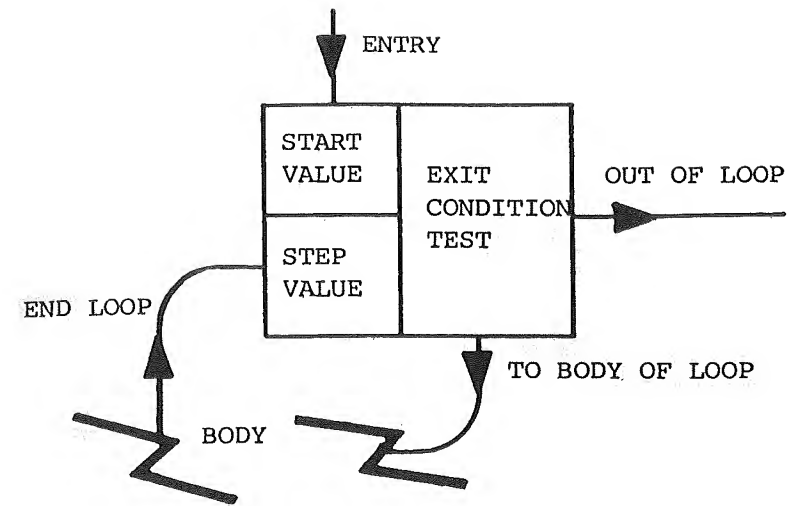 ENTRY
START
VALUE
EXIT
CONDITION
TEST
OUT OF LOOP
STEP
VALUE
END LOOP
TO BODY OF LOOP
BODY